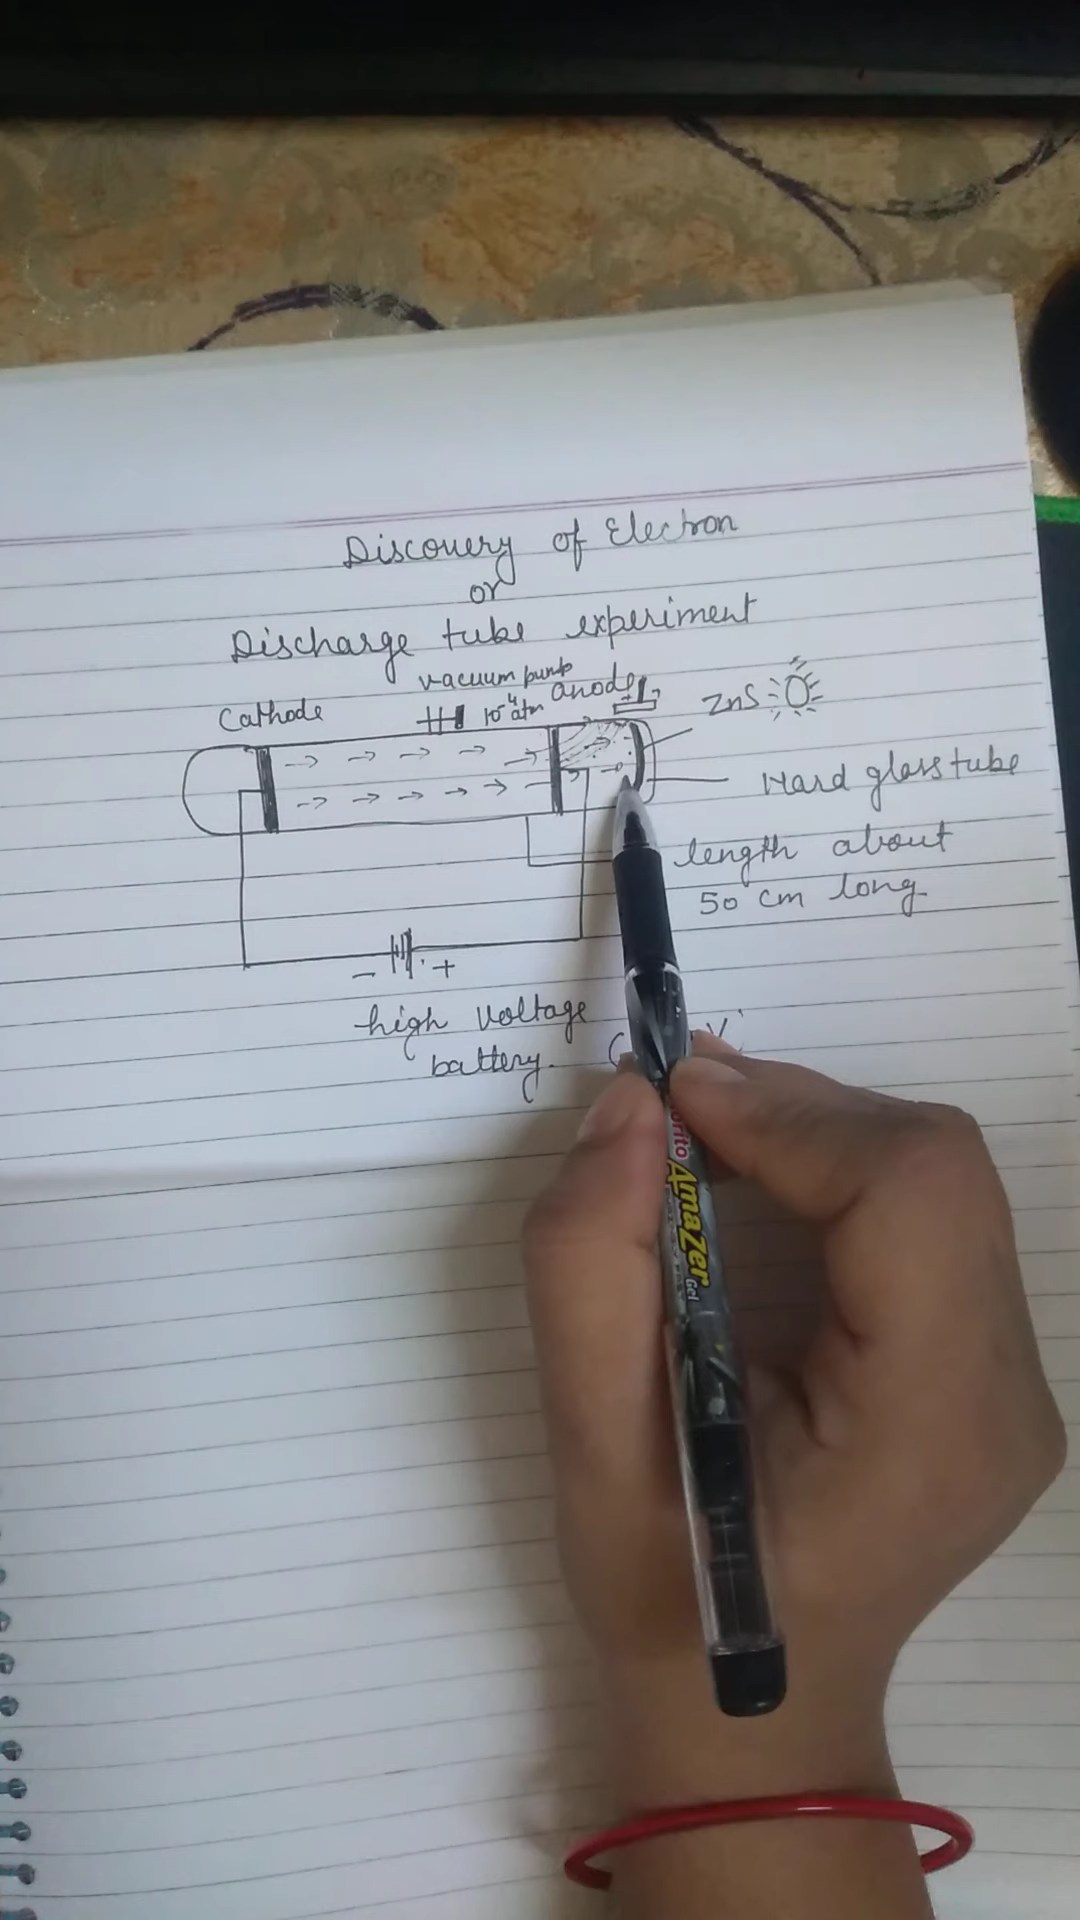 Discovery of Electron
or
Discharge tube experiment
vacuum pump
Cathode
10⁻⁴ atm
anode
ZnS
Hard glass tube
length about
50 cm long
- +
high voltage
battery. (
AmaZer
Gel